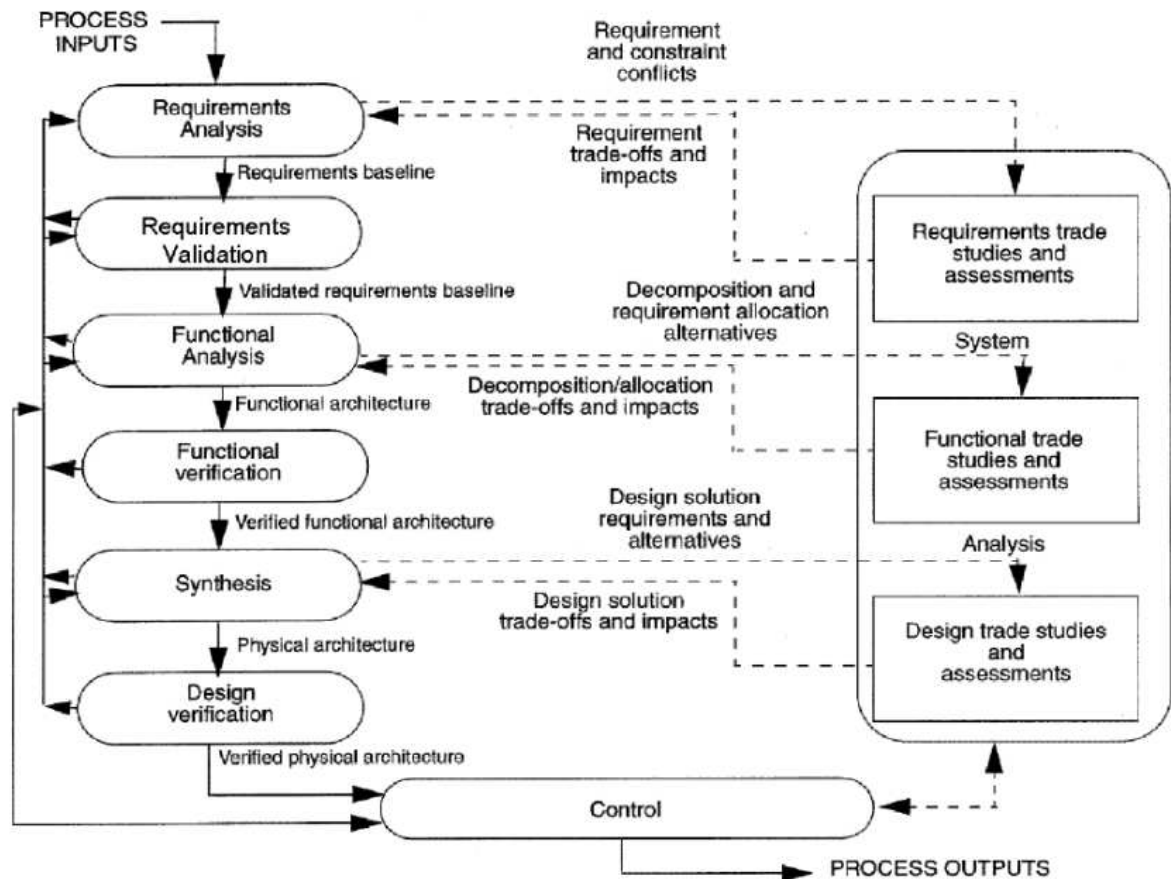 PROCESS
INPUTS
Requirement
and constraint
conflicts
Requirements
Analysis
Requirement
trade-offs and
impacts
Requirements baseline
Requirements
Validation
Requirements trade
studies and
assessments
Validated requirements baseline
Decomposition and
requirement allocation
alternatives
Functional
Analysis
System
Decomposition/allocation
trade-offs and impacts
Functional architecture
Functional
verification
Functional trade
studies and
assessments
Verified functional architecture
Design solution
requirements and
alternatives
Analysis
Synthesis
Design solution
trade-offs and impacts
Physical architecture
Design trade studies
and
assessments
Design
verification
Verified physical architecture
Control
PROCESS OUTPUTS